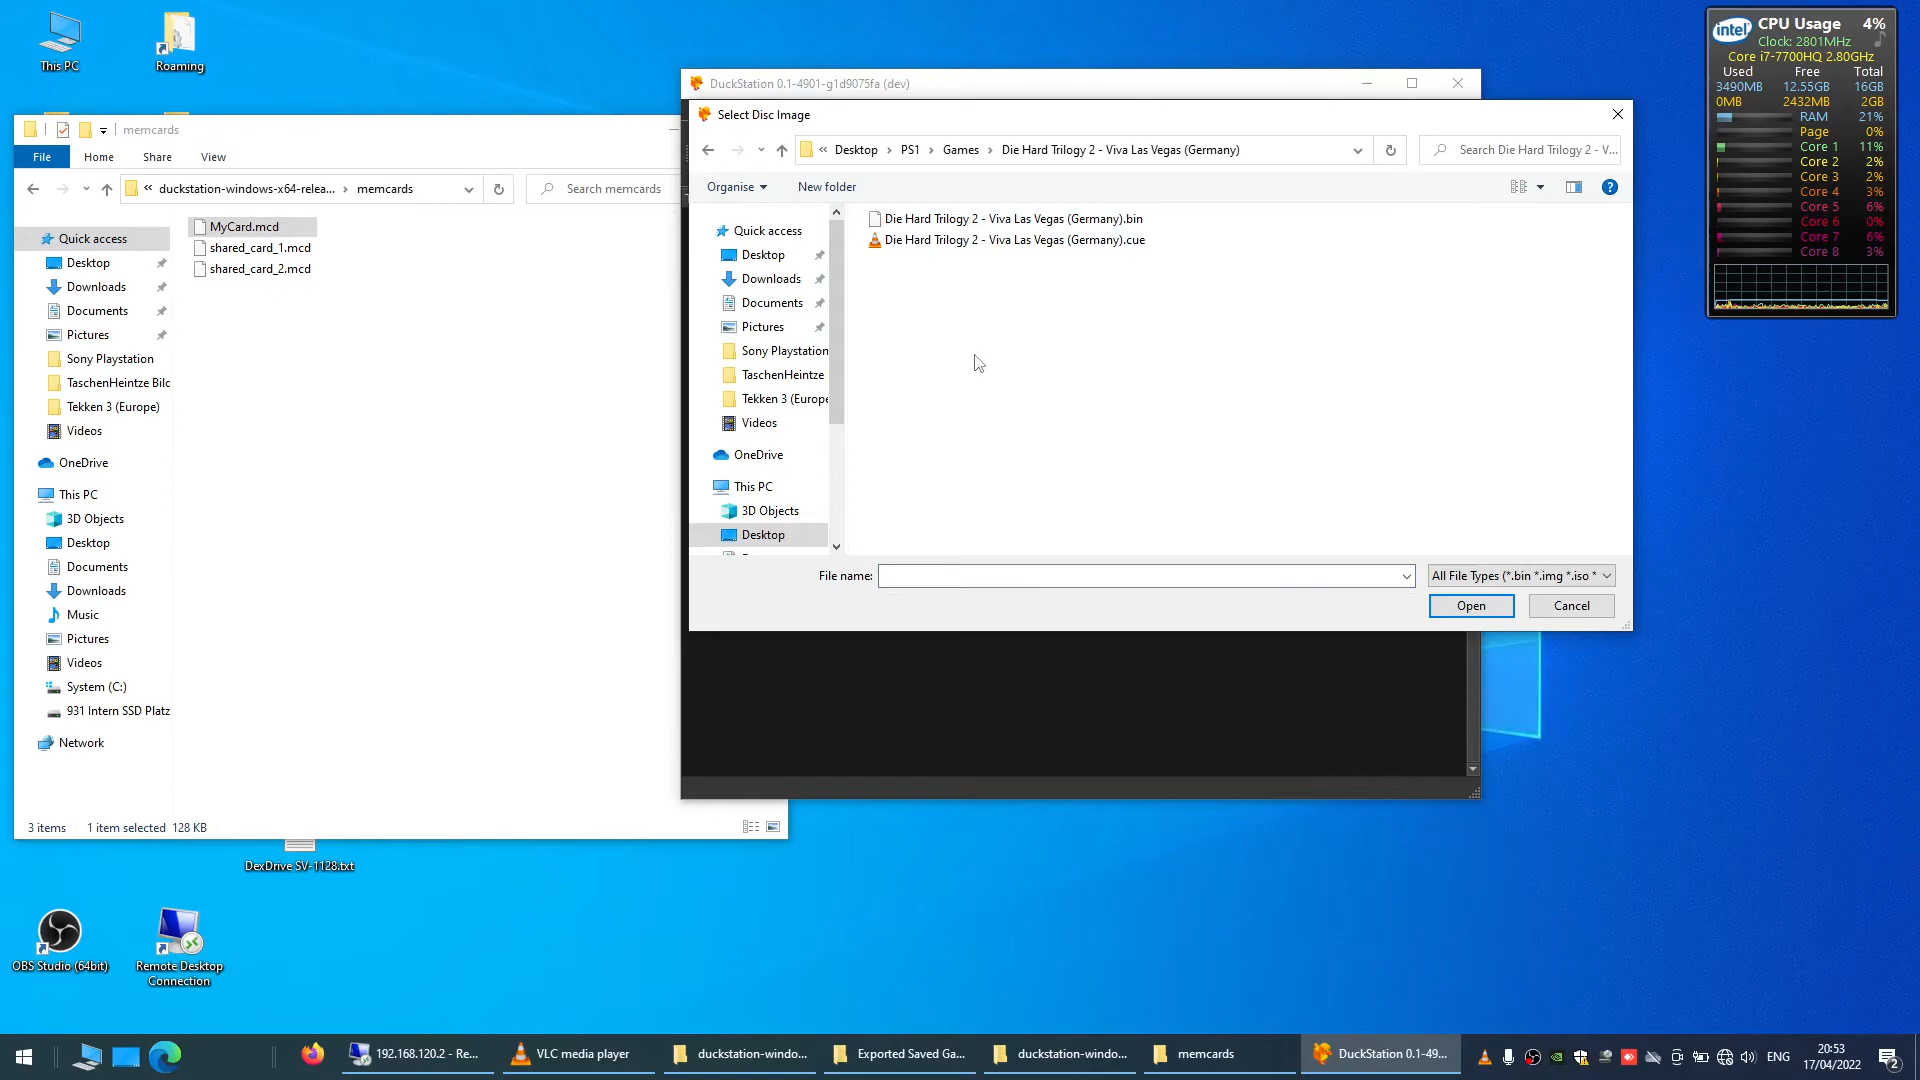 This PC
Roaming
memcards
File
Home
Share
View
« duckstation-windows-x64-relea... › memcards
Search memcards
Quick access
Desktop
Downloads
Documents
Pictures
Sony Playstation
TaschenHeintze Bilc
Tekken 3 (Europe)
Videos
OneDrive
This PC
3D Objects
Desktop
Documents
Downloads
Music
Pictures
Videos
System (C:)
931 Intern SSD Platz
Network
MyCard.mcd
shared_card_1.mcd
shared_card_2.mcd
3 items
1 item selected 128 KB
DuckStation 0.1-4901-g1d9075fa (dev)
Select Disc Image
« Desktop › PS1 › Games › Die Hard Trilogy 2 - Viva Las Vegas (Germany)
Search Die Hard Trilogy 2 - V...
Organise
New folder
Quick access
Desktop
Downloads
Documents
Pictures
Sony Playstation
TaschenHeintze
Tekken 3 (Europe
Videos
OneDrive
This PC
3D Objects
Desktop
Die Hard Trilogy 2 - Viva Las Vegas (Germany).bin
Die Hard Trilogy 2 - Viva Las Vegas (Germany).cue
File name:
All File Types (*.bin *.img *.iso *
Open
Cancel
intel
CPU Usage 4%
Clock: 2801MHz
Core i7-7700HQ 2.80GHz
Used Free Total
3490MB 12.55GB 16GB
0MB 2432MB 2GB
RAM 21%
Page 0%
Core 1 11%
Core 2 2%
Core 3 2%
Core 4 3%
Core 5 6%
Core 6 0%
Core 7 6%
Core 8 3%
DexDrive SV-1128.txt
OBS Studio (64bit)
Remote Desktop
Connection
192.168.120.2 - Re...
VLC media player
duckstation-windo...
Exported Saved Ga...
duckstation-windo...
memcards
DuckStation 0.1-49...
ENG
20:53
17/04/2022
2